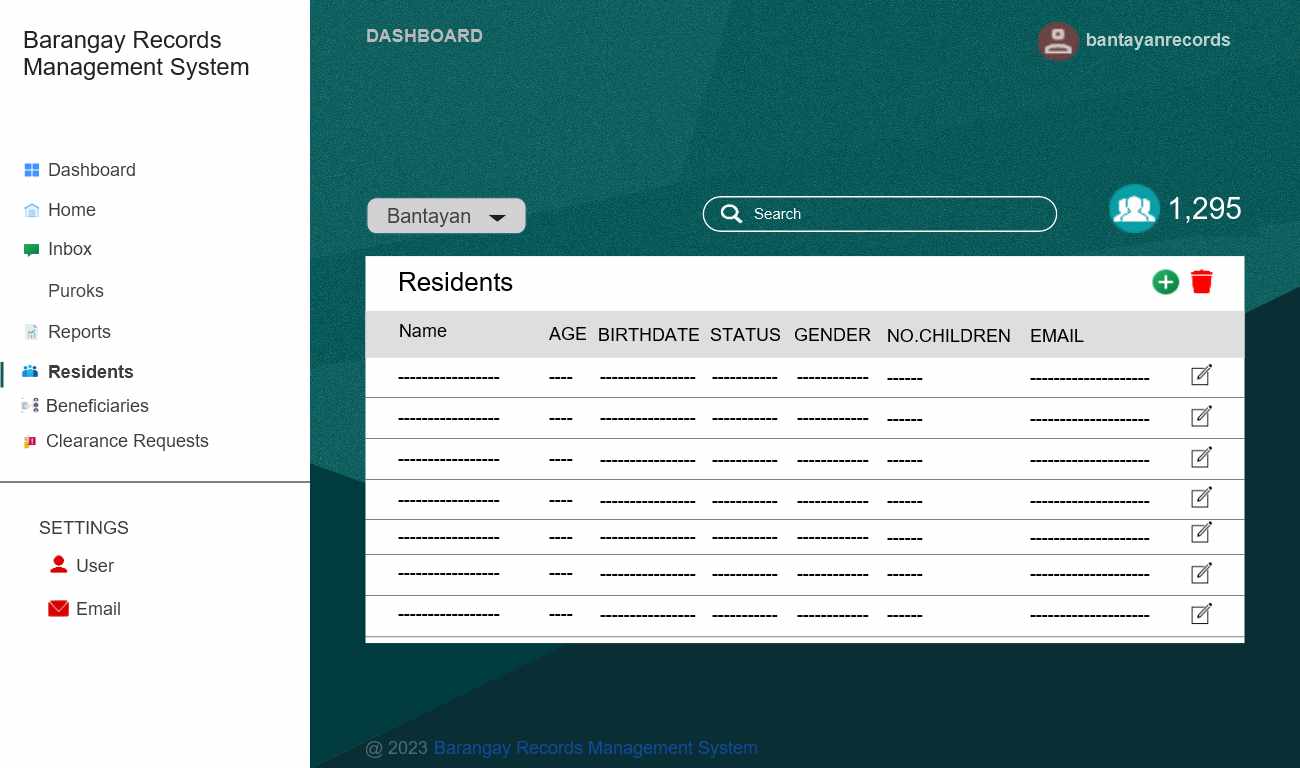 Barangay Records
Management System
DASHBOARD
bantayanrecords
Dashboard
Home
Inbox
Puroks
Reports
Residents
Beneficiaries
Clearance Requests
SETTINGS
User
Email
Bantayan
Search
1,295
Residents
Name AGE BIRTHDATE STATUS GENDER NO.CHILDREN EMAIL
----------------- ---- ---------------- ----------- ------------ ------ --------------------
----------------- ---- ---------------- ----------- ------------ ------ --------------------
----------------- ---- ---------------- ----------- ------------ ------ --------------------
----------------- ---- ---------------- ----------- ------------ ------ --------------------
----------------- ---- ---------------- ----------- ------------ ------ --------------------
----------------- ---- ---------------- ----------- ------------ ------ --------------------
----------------- ---- ---------------- ----------- ------------ ------ --------------------
@ 2023 Barangay Records Management System